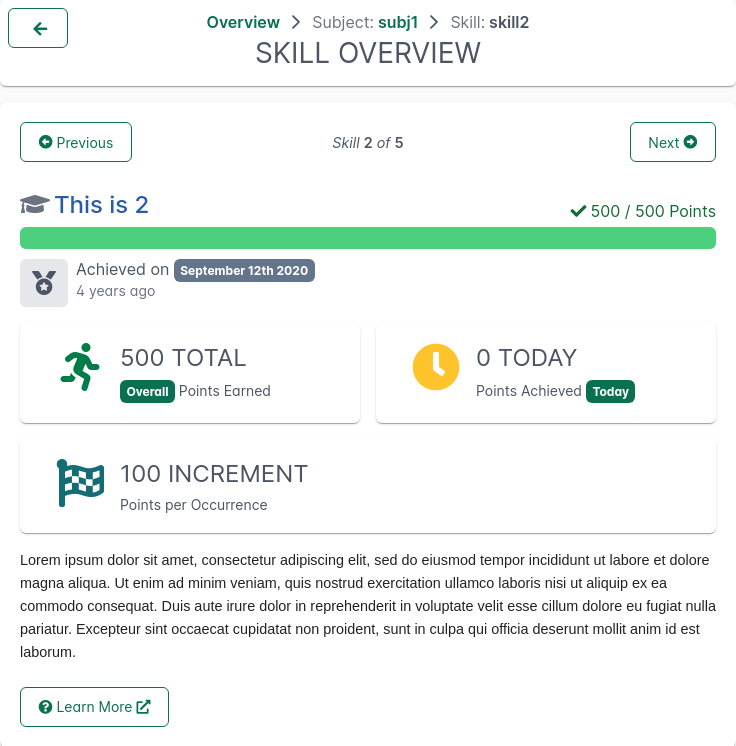 Overview > Subject: subj1 > Skill: skill2
SKILL OVERVIEW
Previous
Skill 2 of 5
Next
This is 2
500 / 500 Points
Achieved on September 12th 2020
4 years ago
500 TOTAL
Overall Points Earned
0 TODAY
Points Achieved Today
100 INCREMENT
Points per Occurrence
Lorem ipsum dolor sit amet, consectetur adipiscing elit, sed do eiusmod tempor incididunt ut labore et dolore
magna aliqua. Ut enim ad minim veniam, quis nostrud exercitation ullamco laboris nisi ut aliquip ex ea
commodo consequat. Duis aute irure dolor in reprehenderit in voluptate velit esse cillum dolore eu fugiat nulla
pariatur. Excepteur sint occaecat cupidatat non proident, sunt in culpa qui officia deserunt mollit anim id est
laborum.
Learn More